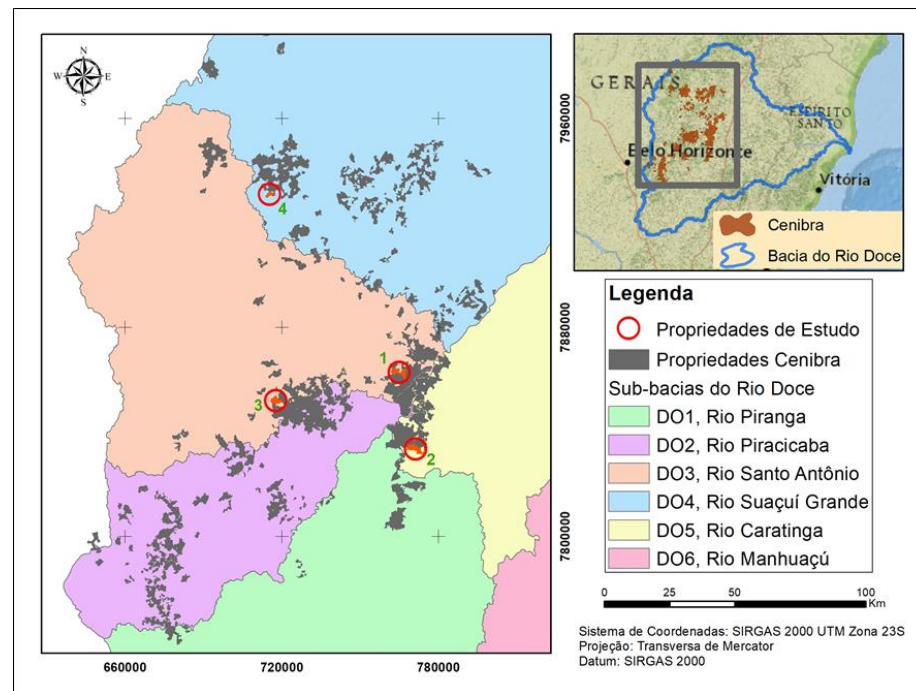 N
W E
S
4
1
3
2
660000 720000 780000
7960000
7880000
7800000
GERAIS
ESPÍRITO
SANTO
Belo Horizonte
Vitória
Cenibra
Bacia do Rio Doce
Legenda
Propriedades de Estudo
Propriedades Cenibra
Sub-bacias do Rio Doce
DO1, Rio Piranga
DO2, Rio Piracicaba
DO3, Rio Santo Antônio
DO4, Rio Suaçuí Grande
DO5, Rio Caratinga
DO6, Rio Manhuaçú
0 25 50 100
Km
Sistema de Coordenadas: SIRGAS 2000 UTM Zona 23S
Projeção: Transversa de Mercator
Datum: SIRGAS 2000